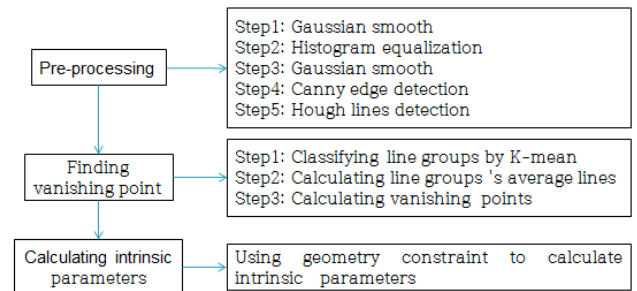 Pre-processing
Step1: Gaussian smooth
Step2: Histogram equalization
Step3: Gaussian smooth
Step4: Canny edge detection
Step5: Hough lines detection
Finding
vanishing point
Step1: Classifying line groups by K-mean
Step2: Calculating line groups 's average lines
Step3: Calculating vanishing points
Calculating intrinsic
parameters
Using geometry constraint to calculate
intrinsic parameters